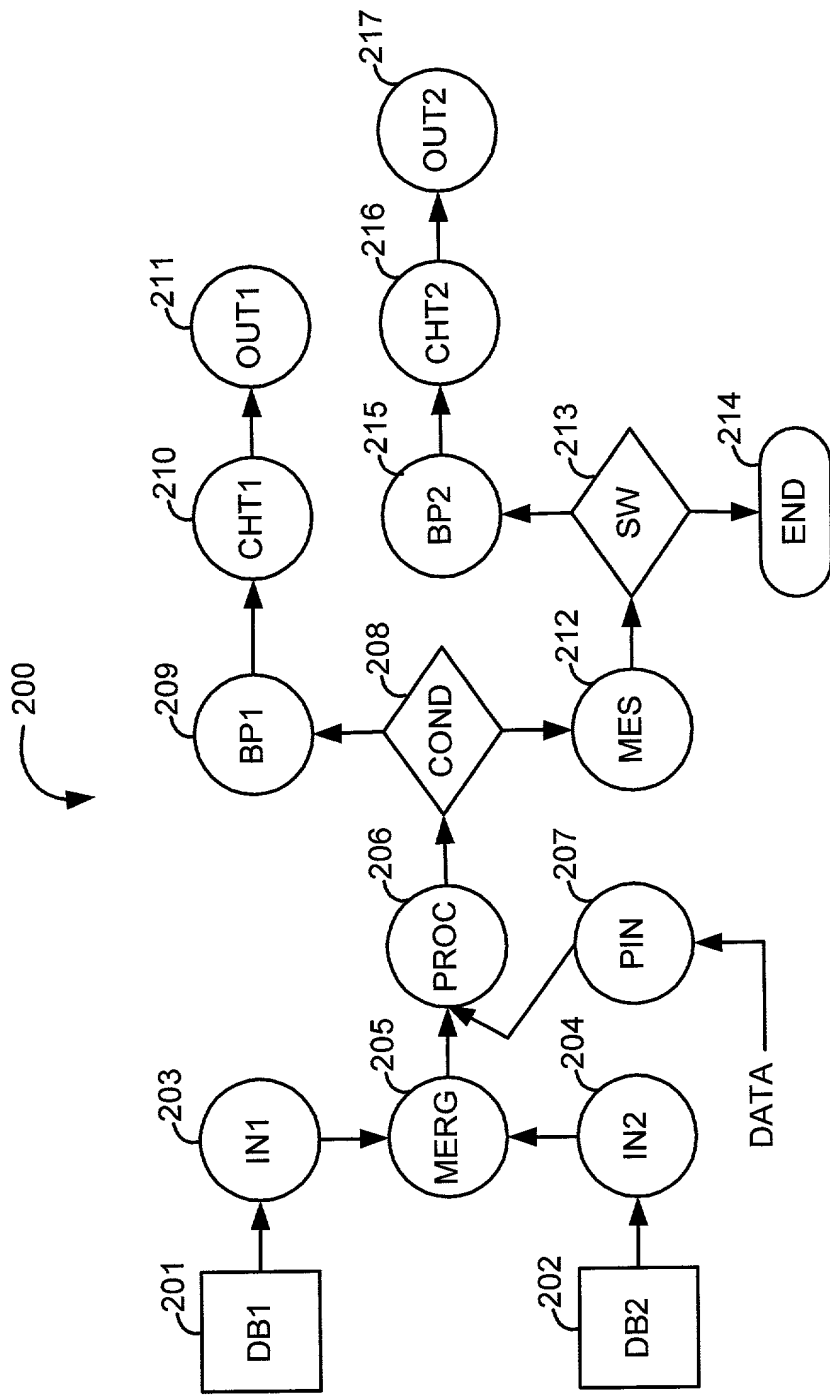 200
201
DB1
203
IN1
205
MERG
202
DB2
204
IN2
206
PROC
207
PIN
DATA
208
COND
209
BP1
210
CHT1
211
OUT1
212
MES
213
SW
214
END
215
BP2
216
CHT2
217
OUT2